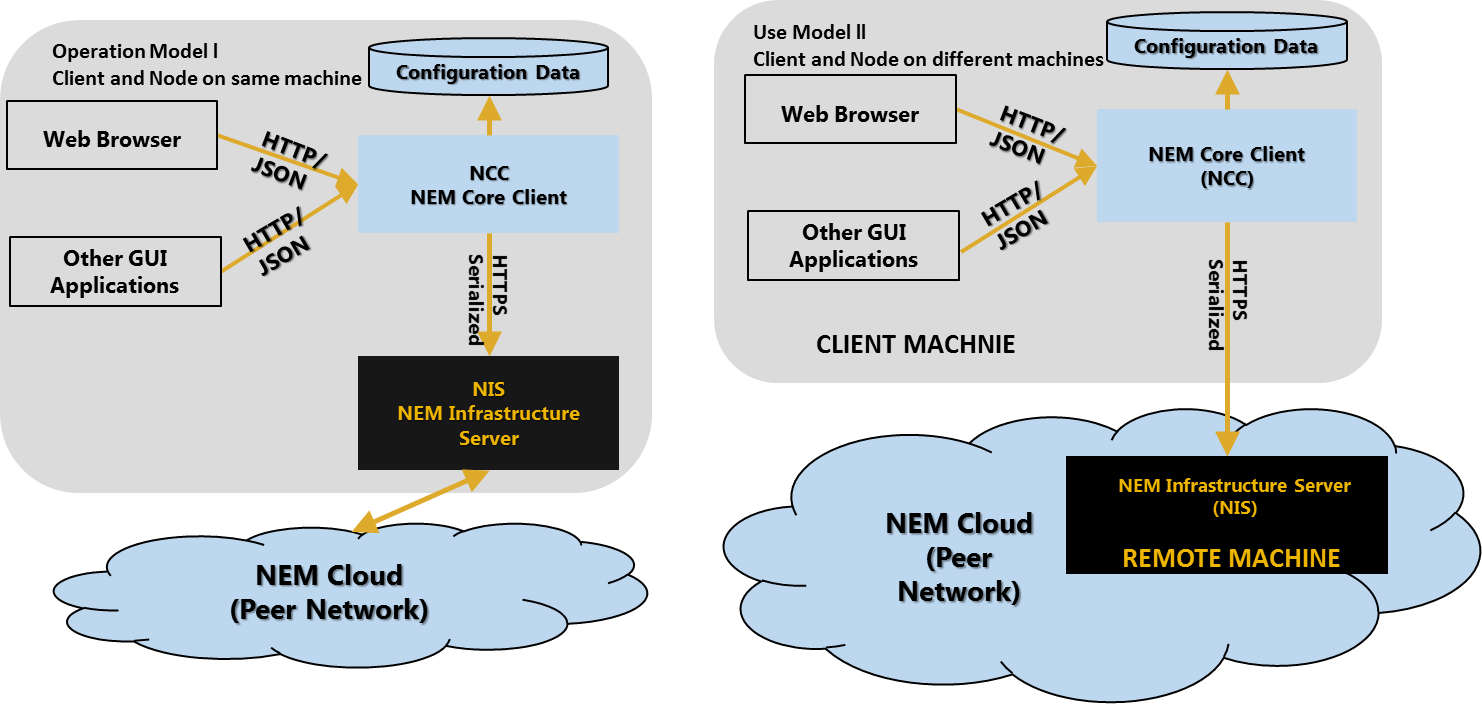 Operation Model l
Client and Node on same machine
Configuration Data
Web Browser
HTTP/
JSON
NCC
NEM Core Client
Other GUI
Applications
HTTP/
JSON
HTTPS
Serialized
NIS
NEM Infrastructure
Server
NEM Cloud
(Peer Network)
Use Model ll
Client and Node on different machines
Configuration Data
Web Browser
HTTP/
JSON
NEM Core Client
(NCC)
Other GUI
Applications
HTTP/
JSON
HTTPS
Serialized
CLIENT MACHNIE
NEM Infrastructure Server
(NIS)
REMOTE MACHINE
NEM Cloud
(Peer
Network)